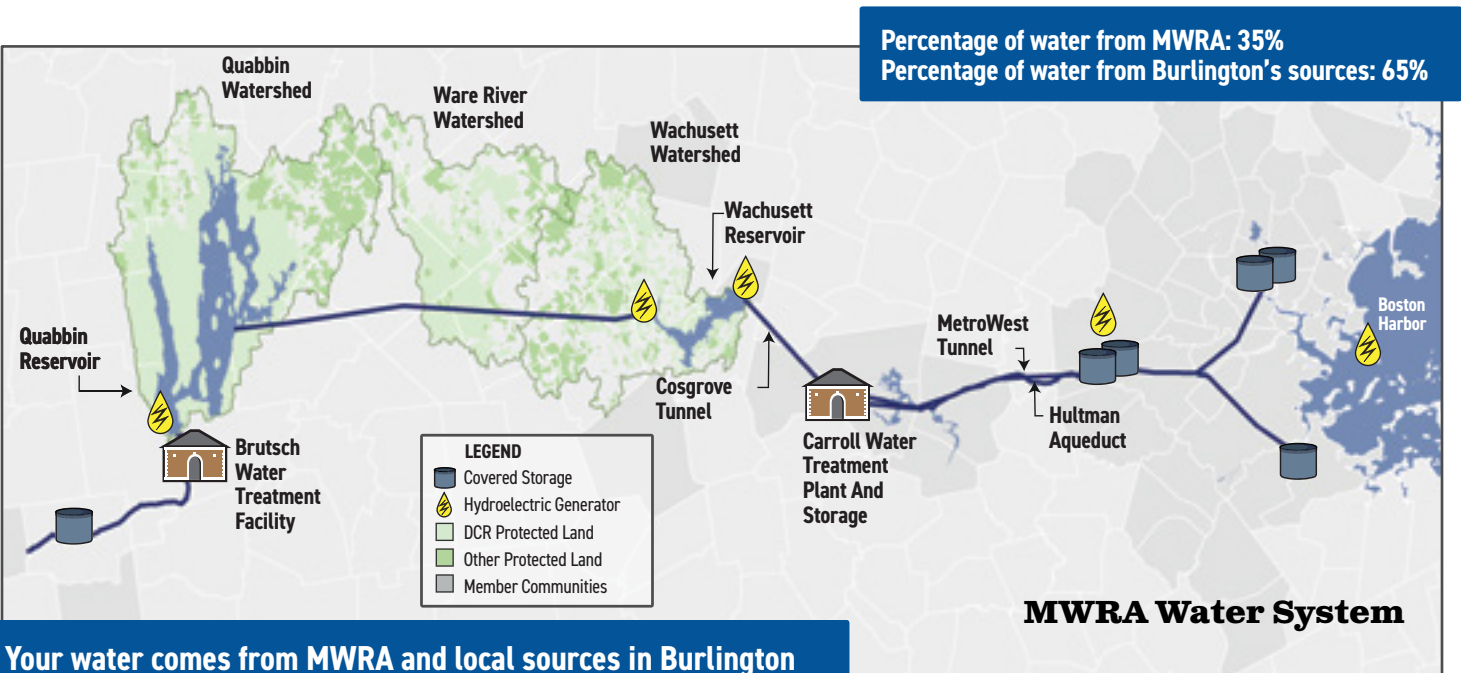 Percentage of water from MWRA: 35%
Percentage of water from Burlington's sources: 65%
Quabbin
Watershed
Ware River
Watershed
Wachusett
Watershed
Wachusett
Reservoir
Quabbin
Reservoir
MetroWest
Tunnel
Boston
Harbor
Cosgrove
Tunnel
Hultman
Aqueduct
Brutsch
Water
Treatment
Facility
Carroll Water
Treatment
Plant And
Storage
LEGEND
Covered Storage
Hydroelectric Generator
DCR Protected Land
Other Protected Land
Member Communities
MWRA Water System
Your water comes from MWRA and local sources in Burlington